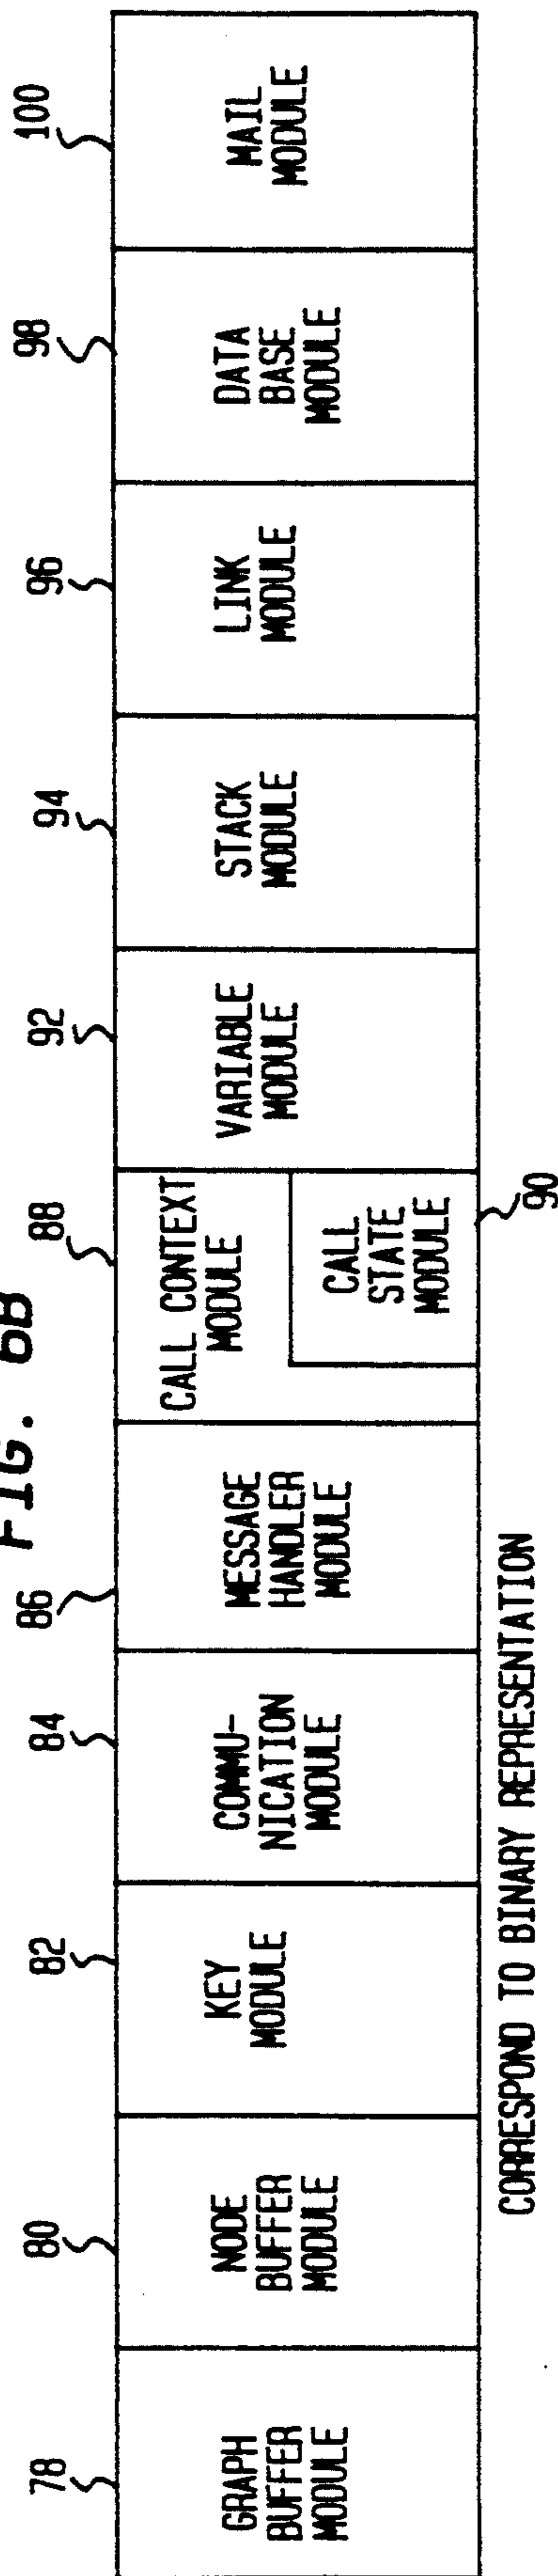 FIG. 6B
78
80
82
84
86
88
92
94
96
98
100
GRAPH
BUFFER
MODULE
NODE
BUFFER
MODULE
KEY
MODULE
COMMU-
NICATION
MODULE
MESSAGE
HANDLER
MODULE
CALL CONTEXT
MODULE
CALL
STATE
MODULE
90
VARIABLE
MODULE
STACK
MODULE
LINK
MODULE
DATA
BASE
MODULE
MAIL
MODULE
CORRESPOND TO BINARY REPRESENTATION